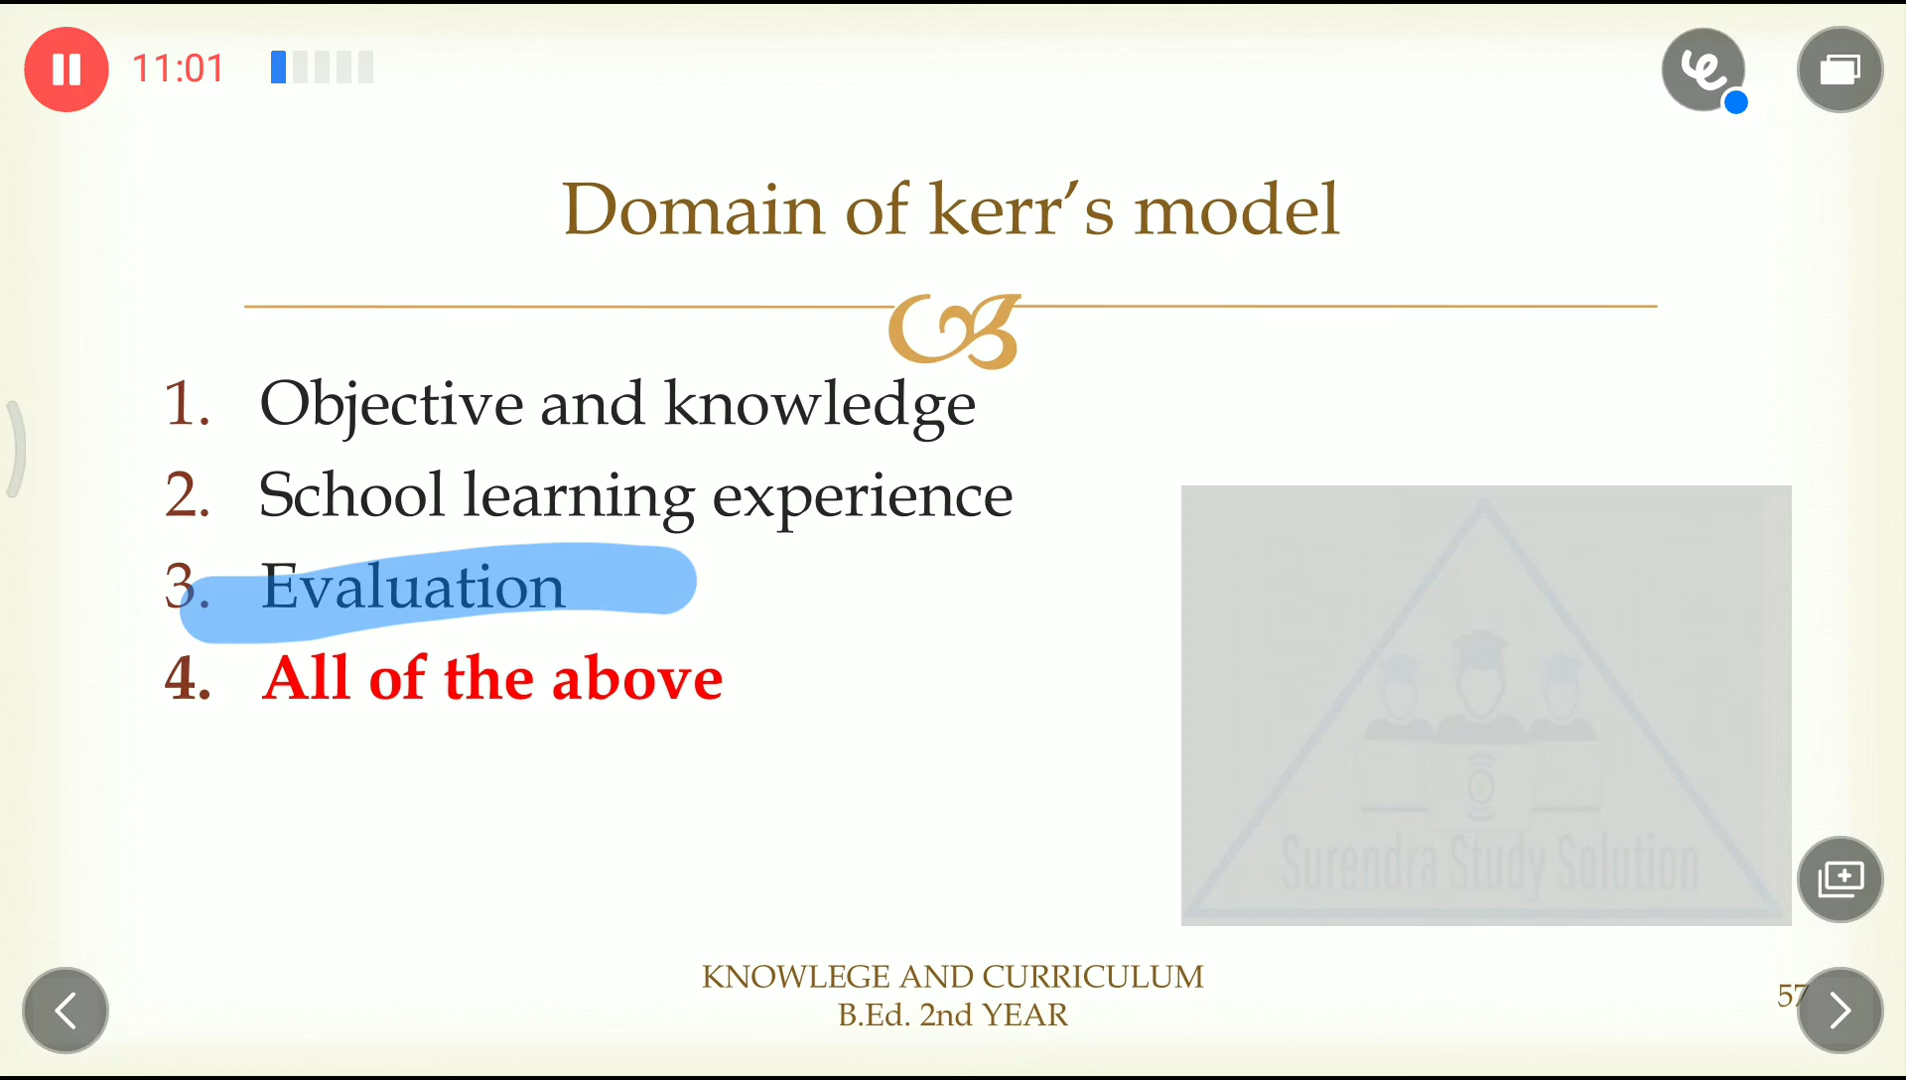 11:01
Domain of kerr's model
1. Objective and knowledge
2. School learning experience
3. Evaluation
4. All of the above
Surendra Study Solution
KNOWLEGE AND CURRICULUM
B.Ed. 2nd YEAR
57